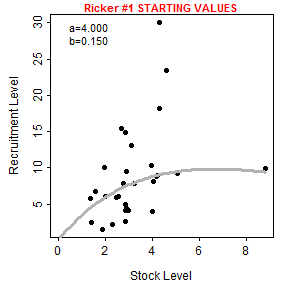 Ricker #1 STARTING VALUES
a=4.000
b=0.150
Recruitment Level
30
25
20
15
10
5
0 2 4 6 8
Stock Level